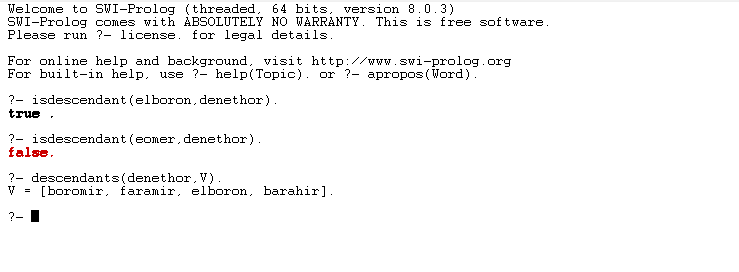 Welcome to SWI-Prolog (threaded, 64 bits, version 8.0.3)
SWI-Prolog comes with ABSOLUTELY NO WARRANTY. This is free software.
Please run ?- license. for legal details.
For online help and background, visit http://www.swi-prolog.org
For built-in help, use ?- help(Topic). or ?- apropos(Word).
?- isdescendant(elboron,denethor).
true .
?- isdescendant(eomer,denethor).
false.
?- descendants(denethor,V).
V = [boromir, faramir, elboron, barahir].
?-